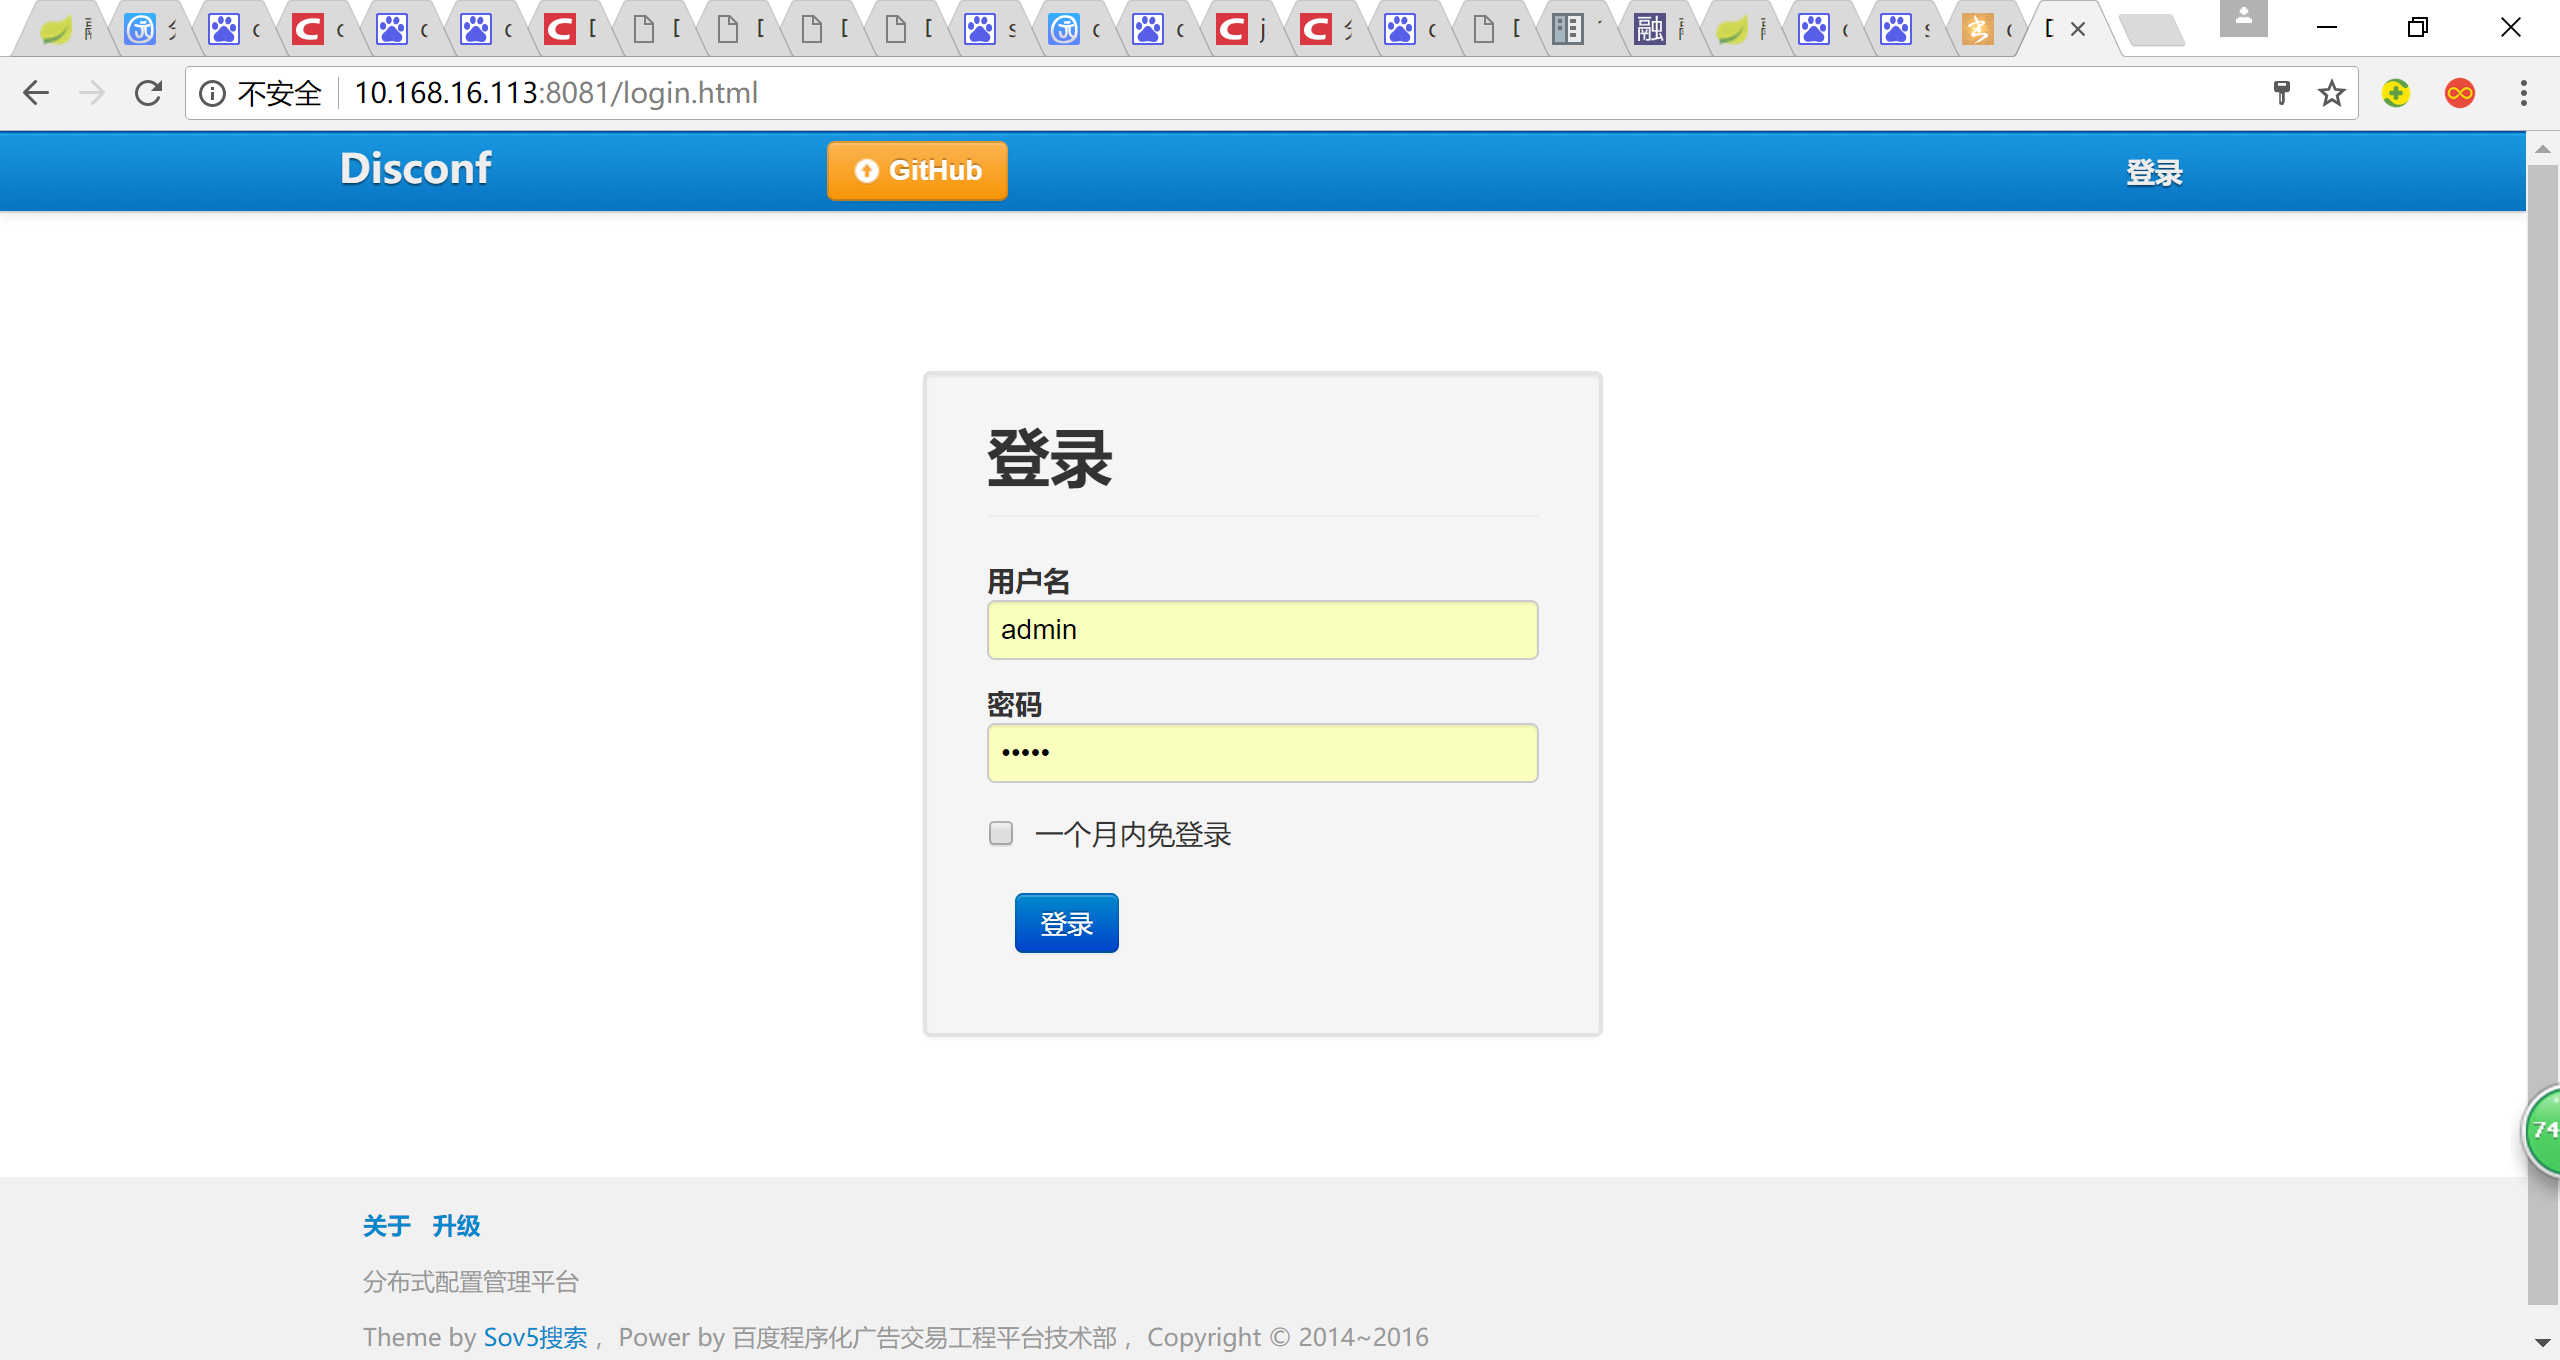 不安全 10.168.16.113:8081/login.html
Disconf GitHub 登录
登录
用户名
admin
密码
•••••
一个月内免登录
登录
74
关于 升级
分布式配置管理平台
Theme by Sov5搜索 ，Power by 百度程序化广告交易工程平台技术部 ，Copyright © 2014~2016